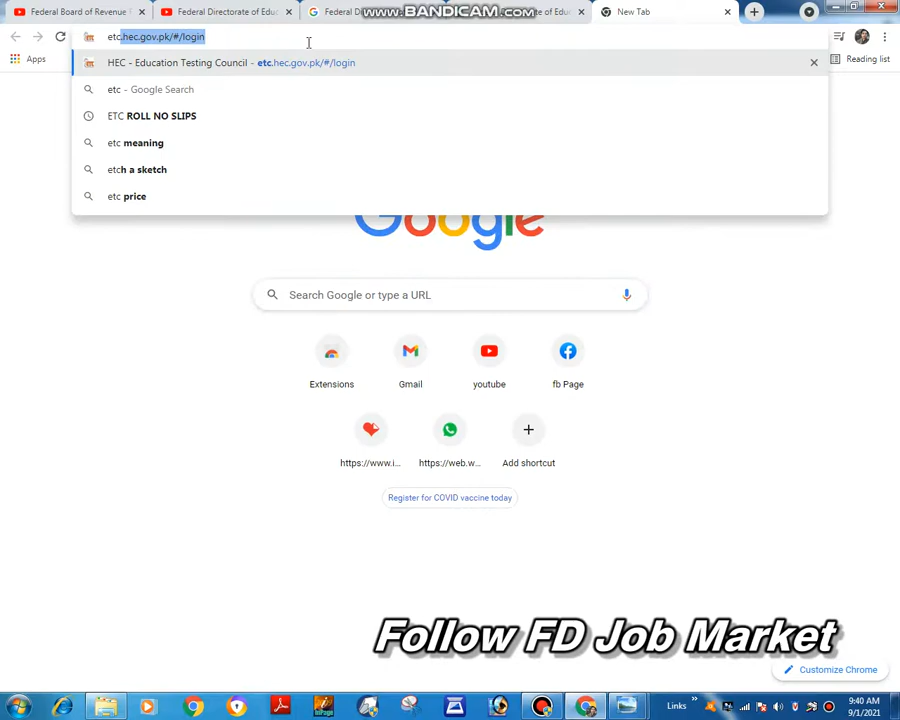 Federal Board of Revenue F
Federal Directorate of Educ
Federal Di
www.BANDICAM.com
ate of Educ
New Tab
etc.hec.gov.pk/#/login
Apps
Reading list
HEC - Education Testing Council - etc.hec.gov.pk/#/login
etc - Google Search
ETC ROLL NO SLIPS
etc meaning
etch a sketch
etc price
Google
Search Google or type a URL
Extensions
Gmail
youtube
fb Page
https://www.i...
https://web.w...
Add shortcut
Register for COVID vaccine today
Follow FD Job Market
Customize Chrome
Links
9:40 AM
9/1/2021